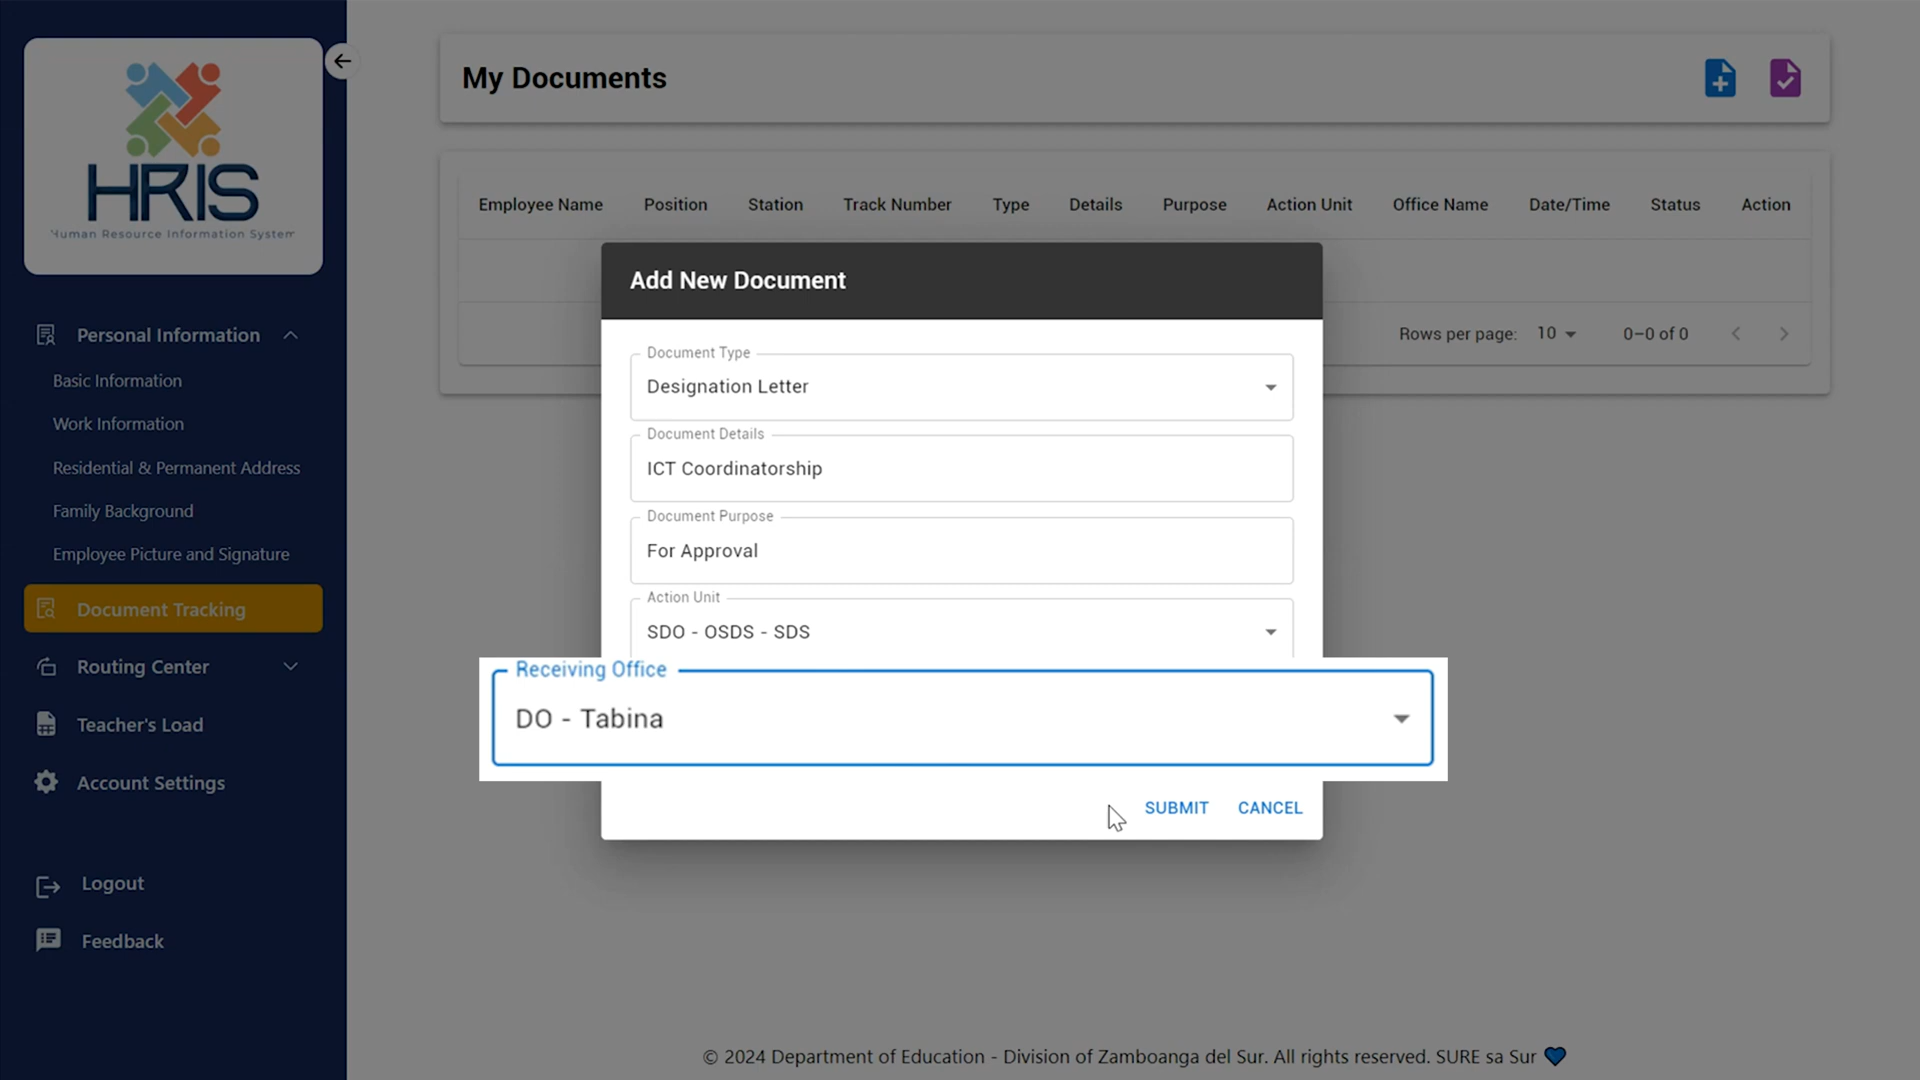 HRIS
Human Resource Information System
Personal Information
Basic Information
Work Information
Residential & Permanent Address
Family Background
Employee Picture and Signature
Document Tracking
Routing Center
Teacher's Load
Account Settings
Logout
Feedback
My Documents
Employee Name Position Station Track Number Type Details Purpose Action Unit Office Name Date/Time Status Action
Rows per page: 10 0–0 of 0
Add New Document
Document Type
Designation Letter
Document Details
ICT Coordinatorship
Document Purpose
For Approval
Action Unit
SDO - OSDS - SDS
Receiving Office
DO - Tabina
SUBMIT CANCEL
© 2024 Department of Education - Division of Zamboanga del Sur. All rights reserved. SURE sa Sur 💙